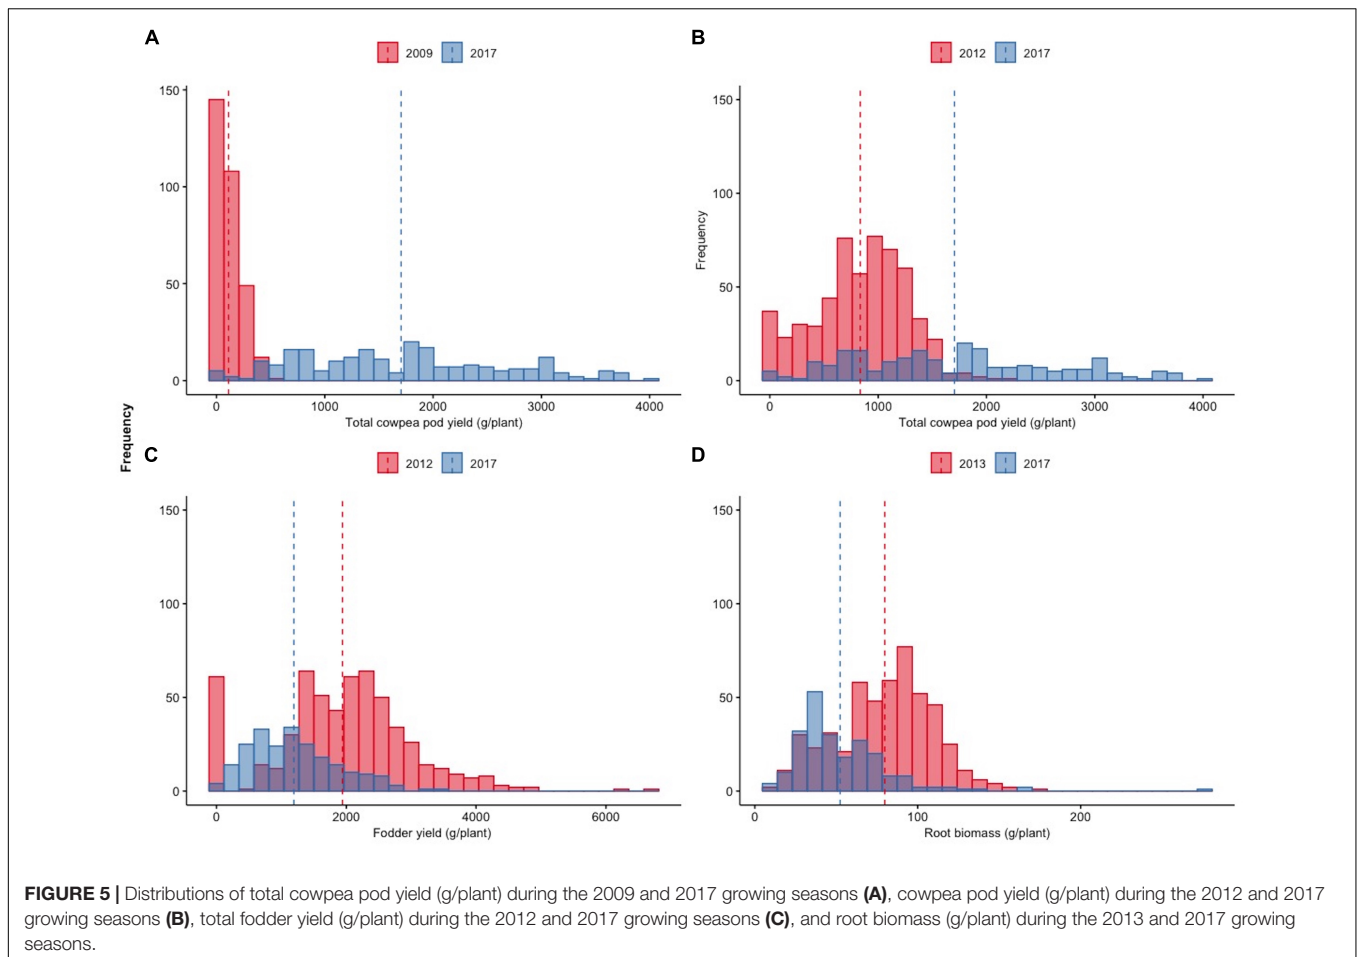 A
2009 2017
150
100
50
0
0 1000 2000 3000 4000
Total cowpea pod yield (g/plant)
B
2012 2017
Frequency
150
100
50
0
0 1000 2000 3000 4000
Total cowpea pod yield (g/plant)
Frequency
C
2012 2017
150
100
50
0
0 2000 4000 6000
Fodder yield (g/plant)
D
2013 2017
150
100
50
0
0 100 200
Root biomass (g/plant)
FIGURE 5 | Distributions of total cowpea pod yield (g/plant) during the 2009 and 2017 growing seasons (A), cowpea pod yield (g/plant) during the 2012 and 2017
growing seasons (B), total fodder yield (g/plant) during the 2012 and 2017 growing seasons (C), and root biomass (g/plant) during the 2013 and 2017 growing
seasons.